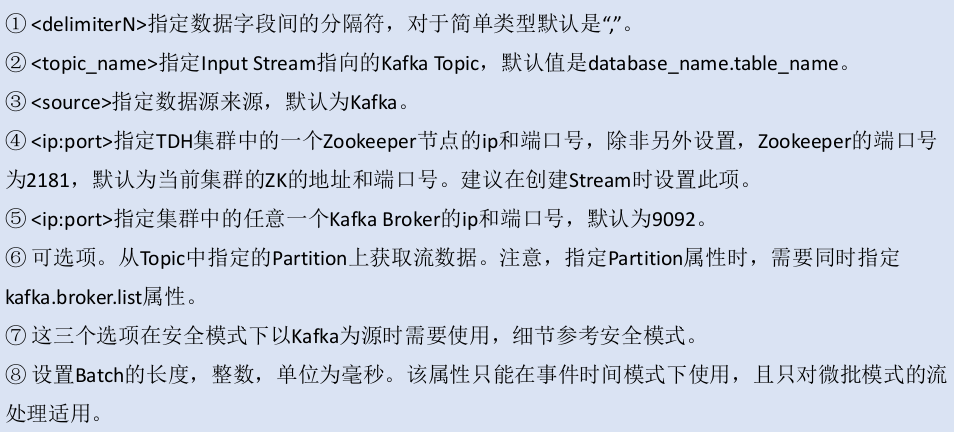 ① <delimiterN>指定数据字段间的分隔符，对于简单类型默认是“,”。
② <topic_name>指定Input Stream指向的Kafka Topic，默认值是database_name.table_name。
③ <source>指定数据源来源，默认为Kafka。
④ <ip:port>指定TDH集群中的一个Zookeeper节点的ip和端口号，除非另外设置，Zookeeper的端口号
为2181，默认为当前集群的ZK的地址和端口号。建议在创建Stream时设置此项。
⑤ <ip:port>指定集群中的任意一个Kafka Broker的ip和端口号，默认为9092。
⑥ 可选项。从Topic中指定的Partition上获取流数据。注意，指定Partition属性时，需要同时指定
kafka.broker.list属性。
⑦ 这三个选项在安全模式下以Kafka为源时需要使用，细节参考安全模式。
⑧ 设置Batch的长度，整数，单位为毫秒。该属性只能在事件时间模式下使用，且只对微批模式的流
处理适用。